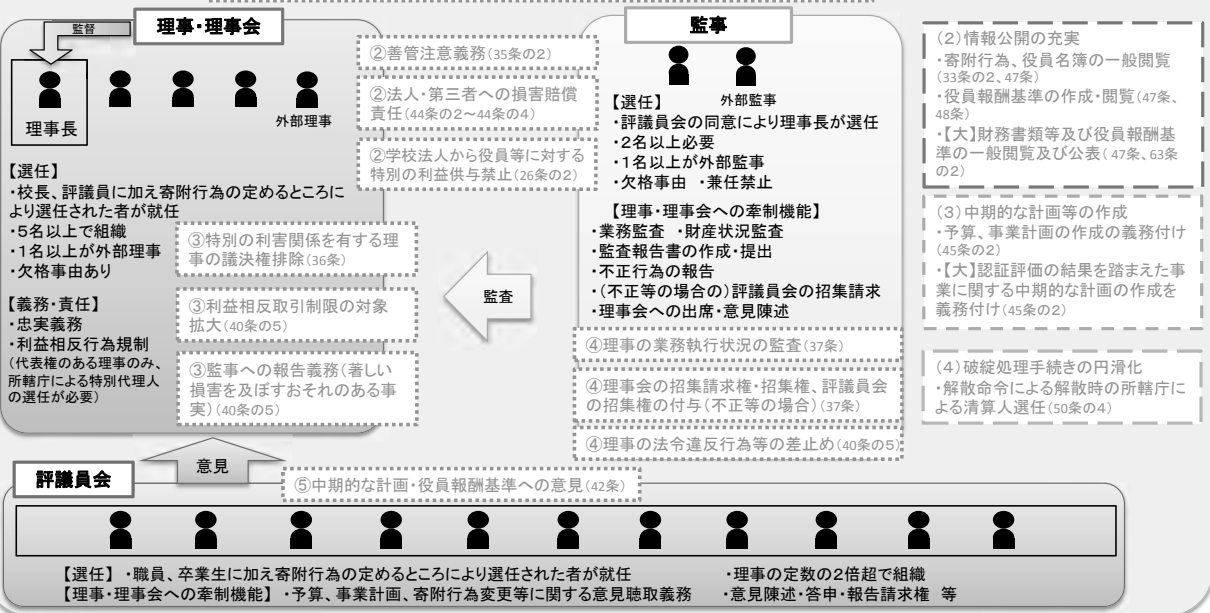 監督
理事・理事会
理事長
外部理事
【選任】
・校長、評議員に加え寄附行為の定めるところに
より選任された者が就任
・５名以上で組織
・１名以上が外部理事
・欠格事由あり
【義務・責任】
・忠実義務
・利益相反行為規制
(代表権のある理事のみ、
所轄庁による特別代理人
の選任が必要)
②善管注意義務(35条の2)
②法人・第三者への損害賠償
責任(44条の2～44条の4)
②学校法人から役員等に対する
特別の利益供与禁止(26条の2)
③特別の利害関係を有する理
事の議決権排除(36条)
③利益相反取引制限の対象
拡大(40条の5)
③監事への報告義務(著しい
損害を及ぼすおそれのある事
実)(40条の5)
監査
監事
外部監事
【選任】
・評議員会の同意により理事長が選任
・２名以上必要
・１名以上が外部監事
・欠格事由 ・兼任禁止
【理事・理事会への牽制機能】
・業務監査 ・財産状況監査
・監査報告書の作成・提出
・不正行為の報告
・(不正等の場合の)評議員会の招集請求
・理事会への出席・意見陳述
④理事の業務執行状況の監査(37条)
④理事会の招集請求権・招集権、評議員会
の招集権の付与(不正等の場合)(37条)
④理事の法令違反行為等の差止め(40条の5)
(２)情報公開の充実
・寄附行為、役員名簿の一般閲覧
(33条の2、47条)
・役員報酬基準の作成・閲覧(47条、
48条)
・【大】財務書類等及び役員報酬基
準の一般閲覧及び公表( 47条、63条
の2)
(３)中期的な計画等の作成
・予算、事業計画の作成の義務付け
(45条の2)
・【大】認証評価の結果を踏まえた事
業に関する中期的な計画の作成を
義務付け(45条の2)
(４)破綻処理手続きの円滑化
・解散命令による解散時の所轄庁に
よる清算人選任(50条の4)
意見
評議員会
⑤中期的な計画・役員報酬基準への意見(42条)
【選任】 ・職員、卒業生に加え寄附行為の定めるところにより選任された者が就任 ・理事の定数の２倍超で組織
【理事・理事会への牽制機能】 ・予算、事業計画、寄附行為変更等に関する意見聴取義務 ・意見陳述・答申・報告請求権 等